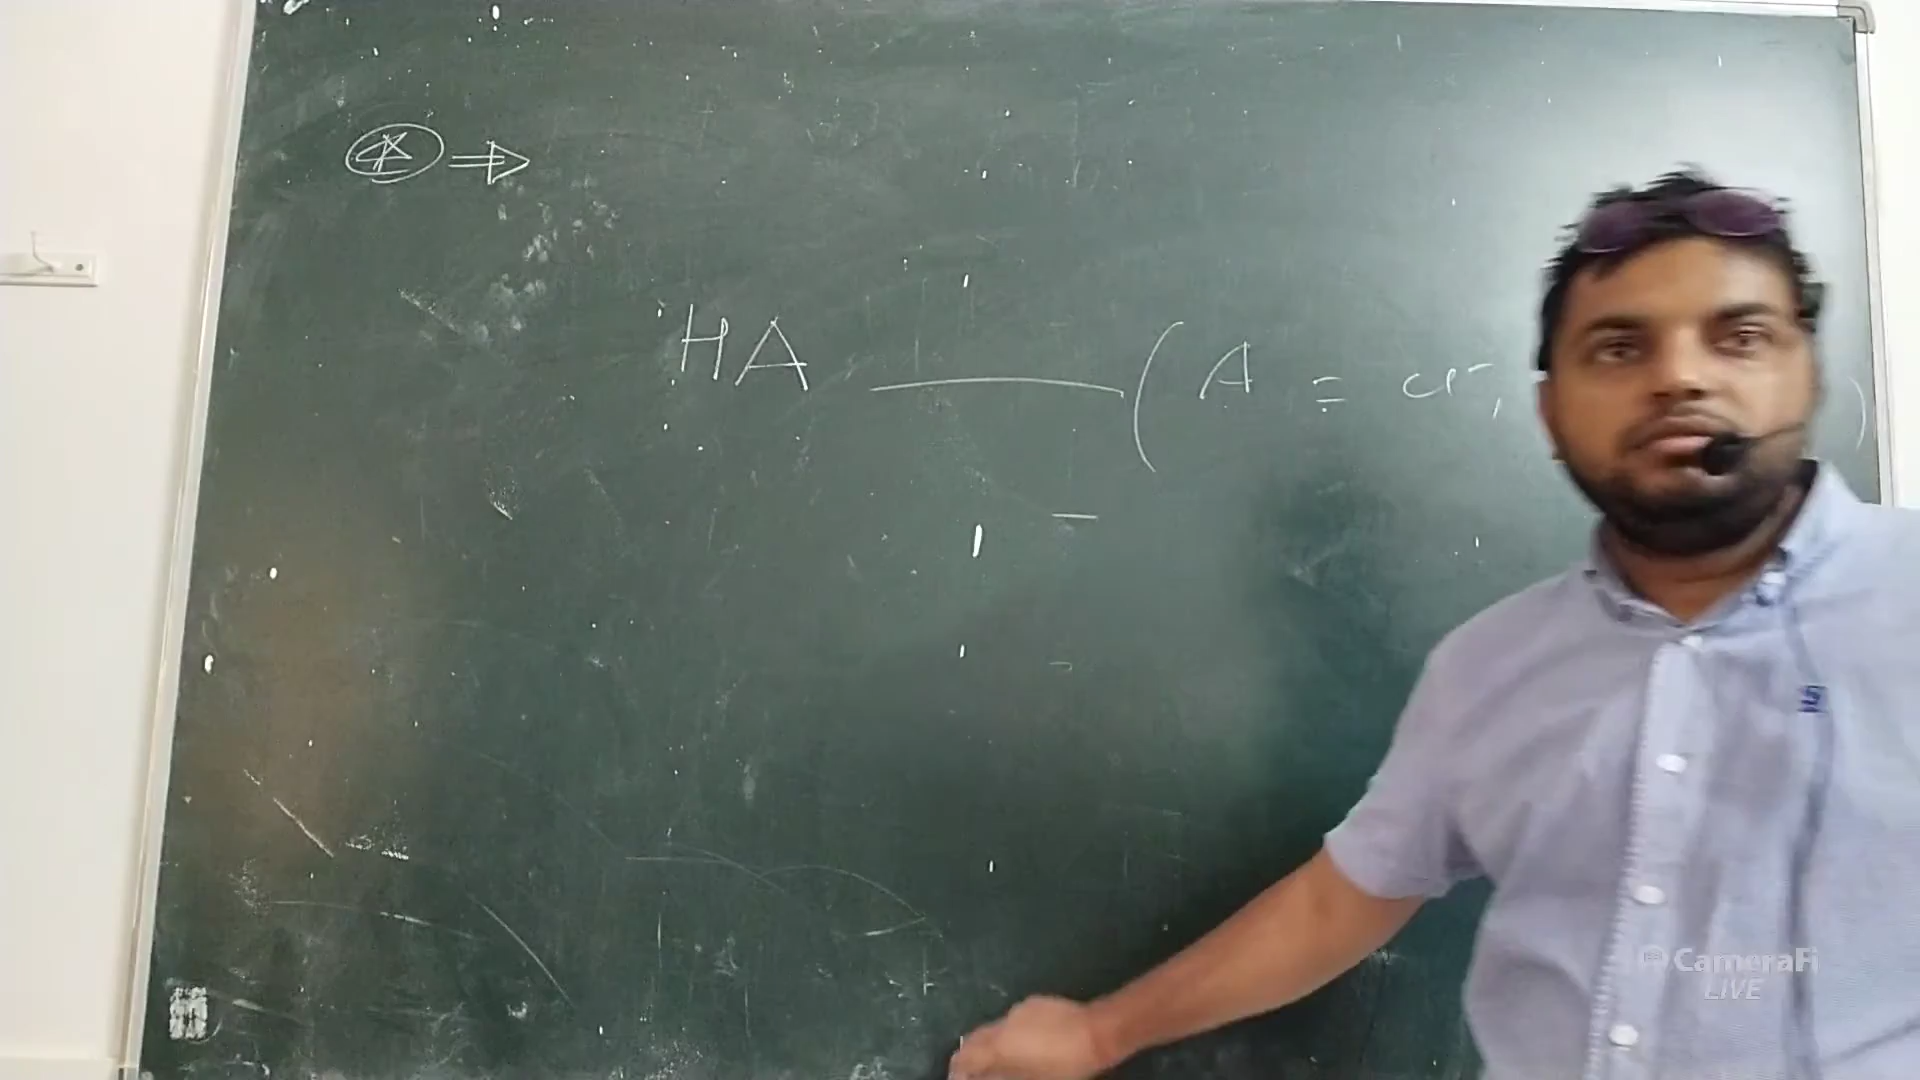 ⊛ ⇒
HA — ( A = Cl⁻, )
CameraFi
LIVE